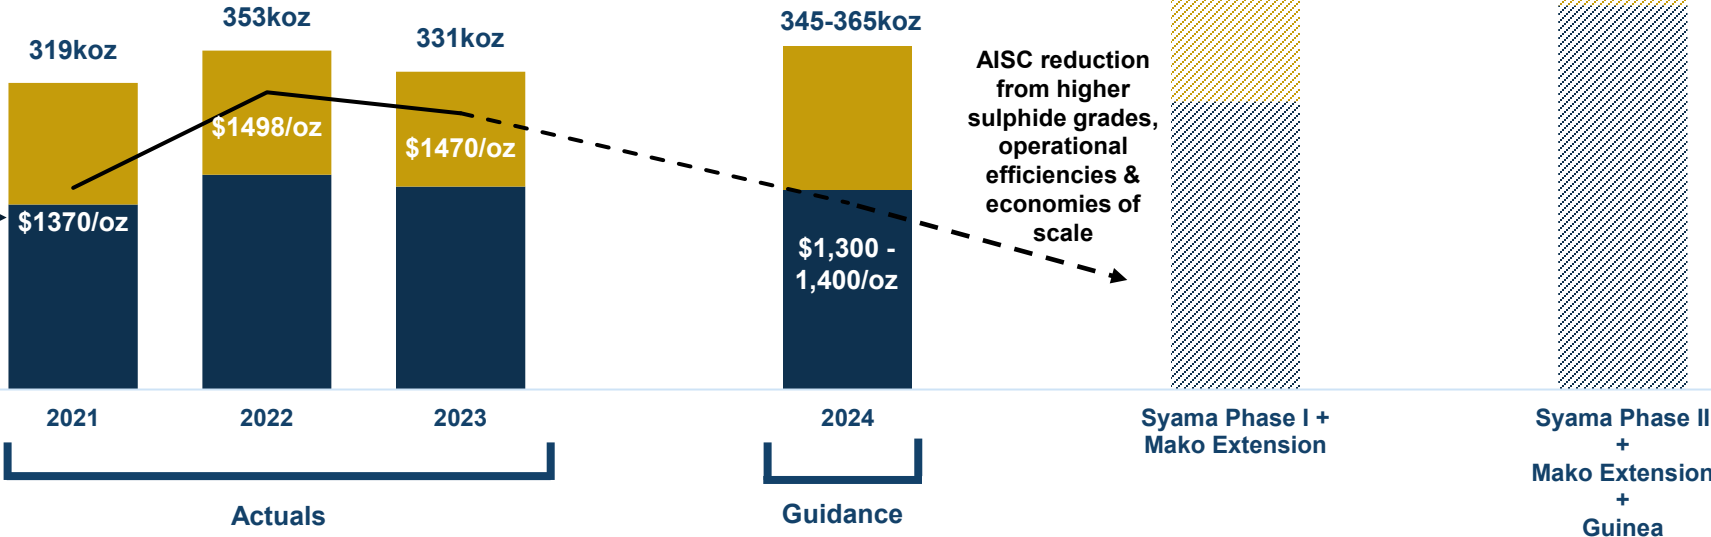 319koz
353koz
331koz
345-365koz
AISC reduction
from higher
sulphide grades,
operational
efficiencies &
economies of
scale
$1370/oz
$1498/oz
$1470/oz
$1,300 -
1,400/oz
2021
2022
2023
2024
Syama Phase I +
Mako Extension
Syama Phase II
+
Mako Extension
+
Guinea
Actuals
Guidance